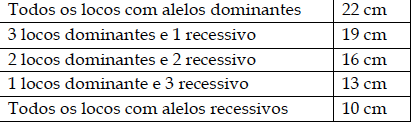 Todos os locos com alelos dominantes 22 cm
3 locos dominantes e 1 recessivo 19 cm
2 locos dominantes e 2 recessivo 16 cm
1 locos dominante e 3 recessivo 13 cm
Todos os locos com alelos recessivos 10 cm